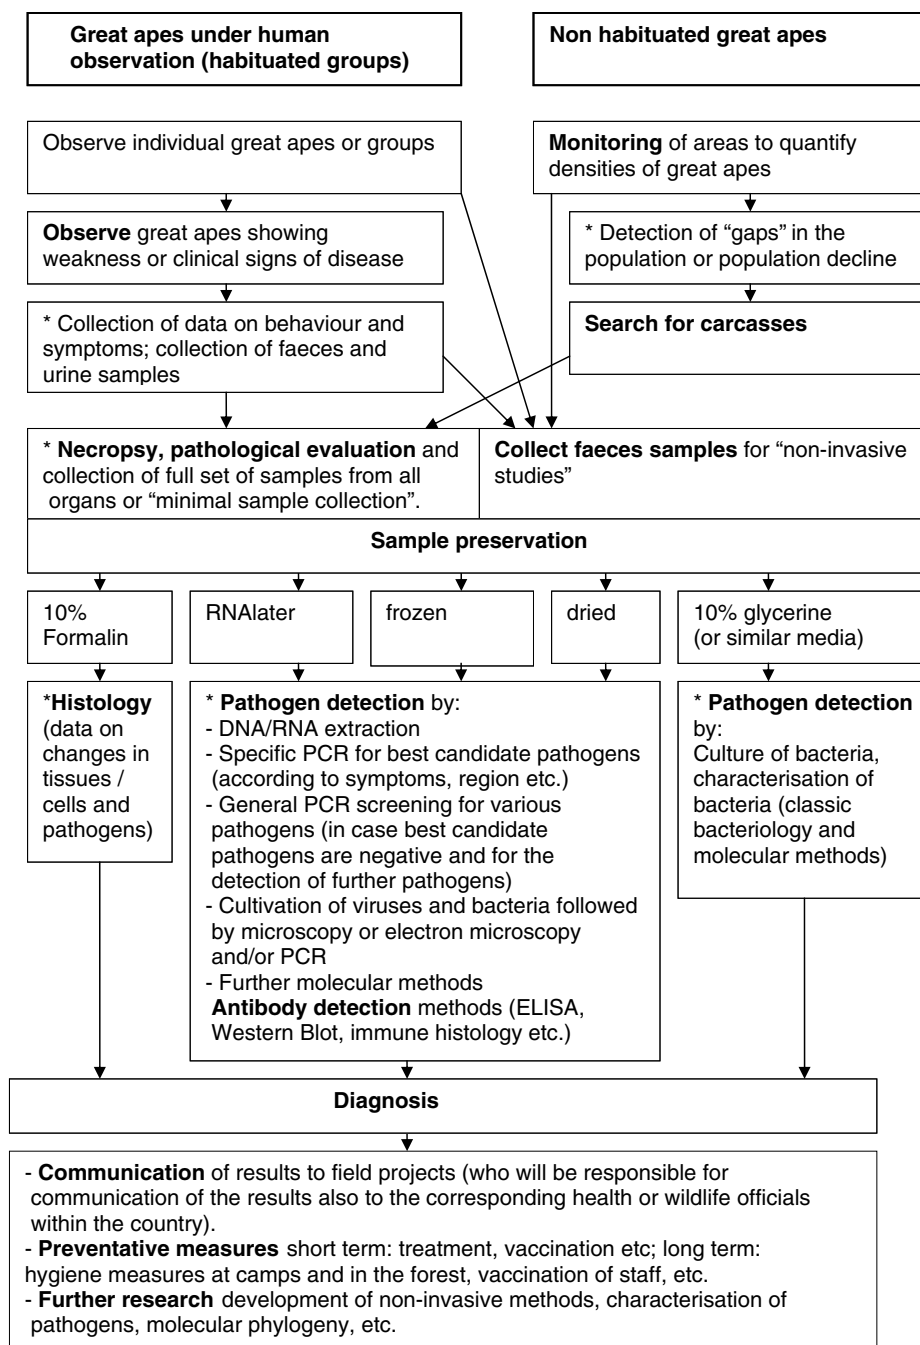 Great apes under human
observation (habituated groups)
Non habituated great apes
Observe individual great apes or groups
Monitoring of areas to quantify
densities of great apes
Observe great apes showing
weakness or clinical signs of disease
* Detection of “gaps” in the
population or population decline
* Collection of data on behaviour and
symptoms; collection of faeces and
urine samples
Search for carcasses
* Necropsy, pathological evaluation and
collection of full set of samples from all
organs or “minimal sample collection”.
Collect faeces samples for “non-invasive
studies”
Sample preservation
10%
Formalin
RNAlater
frozen
dried
10% glycerine
(or similar media)
*Histology
(data on
changes in
tissues /
cells and
pathogens)
* Pathogen detection by:
- DNA/RNA extraction
- Specific PCR for best candidate pathogens
(according to symptoms, region etc.)
- General PCR screening for various
pathogens (in case best candidate
pathogens are negative and for the
detection of further pathogens)
- Cultivation of viruses and bacteria followed
by microscopy or electron microscopy
and/or PCR
- Further molecular methods
Antibody detection methods (ELISA,
Western Blot, immune histology etc.)
* Pathogen detection
by:
Culture of bacteria,
characterisation of
bacteria (classic
bacteriology and
molecular methods)
Diagnosis
- Communication of results to field projects (who will be responsible for
communication of the results also to the corresponding health or wildlife officials
within the country).
- Preventative measures short term: treatment, vaccination etc; long term:
hygiene measures at camps and in the forest, vaccination of staff, etc.
- Further research development of non-invasive methods, characterisation of
pathogens, molecular phylogeny, etc.